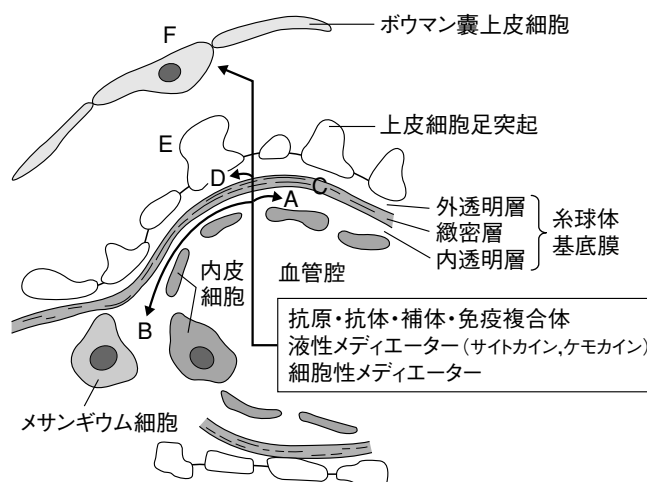 ボウマン嚢上皮細胞
F
上皮細胞足突起
E
D
A
C
外透明層
緻密層
内透明層
糸球体
基底膜
内皮
細胞
血管腔
B
抗原・抗体・補体・免疫複合体
液性メディエーター(サイトカイン,ケモカイン)
細胞性メディエーター
メサンギウム細胞